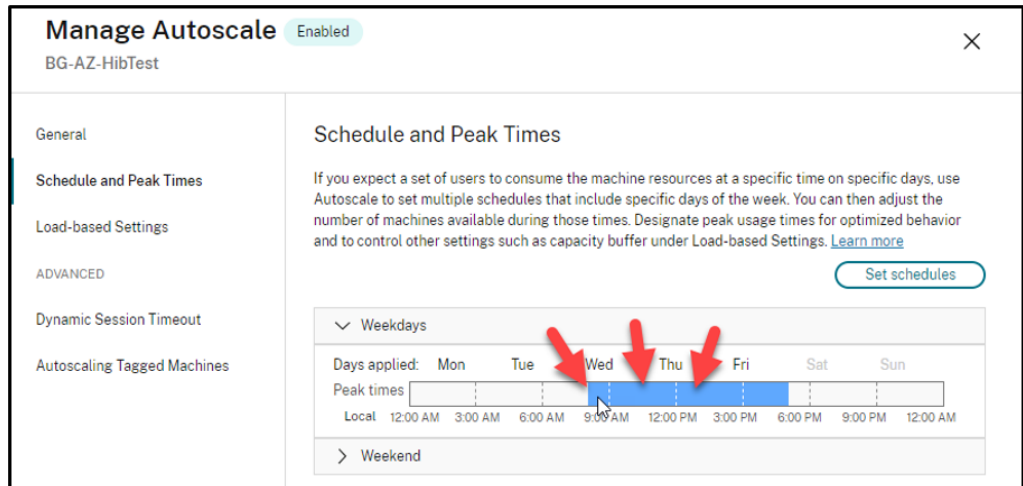 Manage Autoscale Enabled
BG-AZ-HibTest
General
Schedule and Peak Times
Load-based Settings
ADVANCED
Dynamic Session Timeout
Autoscaling Tagged Machines
Schedule and Peak Times
If you expect a set of users to consume the machine resources at a specific time on specific days, use
Autoscale to set multiple schedules that include specific days of the week. You can then adjust the
number of machines available during those times. Designate peak usage times for optimized behavior
and to control other settings such as capacity buffer under Load-based Settings. Learn more
Set schedules
Weekdays
Days applied: Mon Tue Wed Thu Fri Sat Sun
Peak times
Local 12:00 AM 3:00 AM 6:00 AM 9:00 AM 12:00 PM 3:00 PM 6:00 PM 9:00 PM 12:00 AM
Weekend